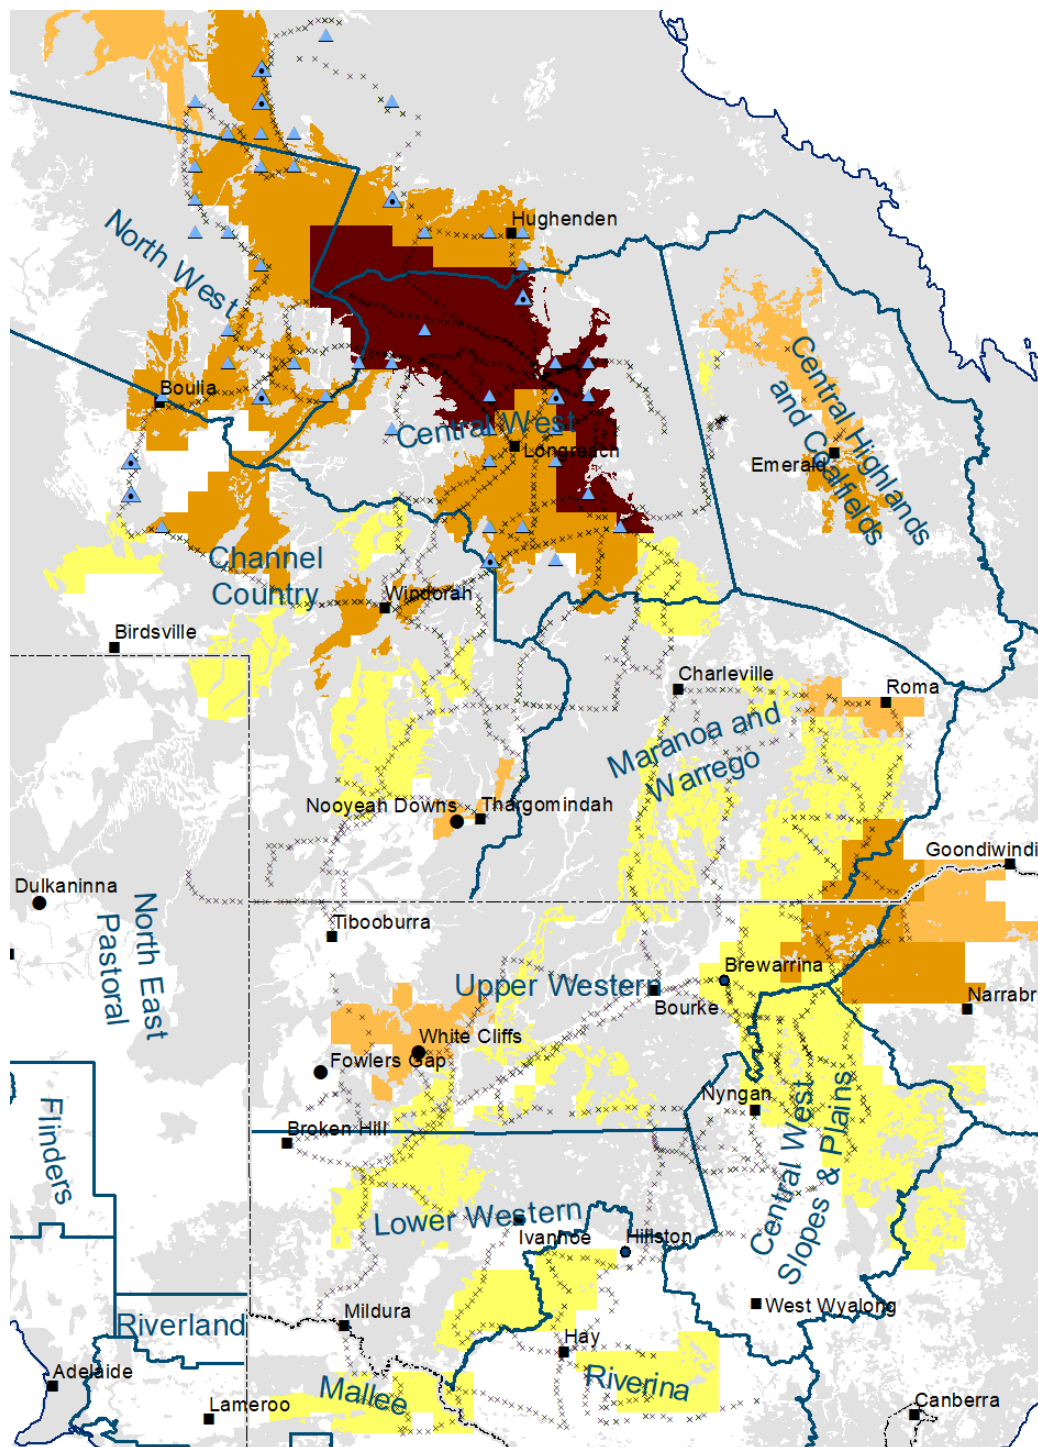 Hughenden
North West
Boulia
Central West
Longreach
Central Highlands
and Coalfields
Emerald
Channel
Country
Windorah
Birdsville
Charleville
Roma
Maranoa and
Warrego
Nooyeah Downs
Thargomindah
Goondiwindi
Dulkaninna
North East
Pastoral
Tibooburra
Upper Western
Brewarrina
Bourke
Narrabr
White Cliffs
Fowlers Gap
Nyngan
Broken Hill
Flinders
Central West
Slopes & Plains
Lower Western
Ivanhoe
Hillston
Riverland
Mildura
West Wyalong
Hay
Adelaide
Mallee
Riverina
Lameroo
Canberra